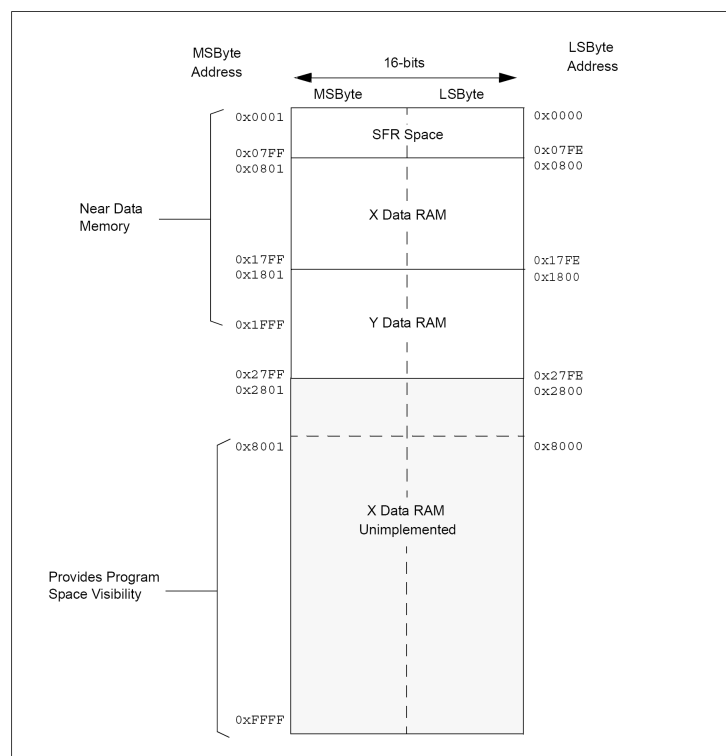 MSByte
Address
16-bits
LSByte
Address
MSByte
LSByte
0x0001
0x0000
SFR Space
0x07FF
0x07FE
0x0801
0x0800
Near Data
Memory
X Data RAM
0x17FF
0x17FE
0x1801
0x1800
0x1FFF
Y Data RAM
0x27FF
0x27FE
0x2801
0x2800
0x8001
0x8000
X Data RAM
Unimplemented
Provides Program
Space Visibility
0xFFFF